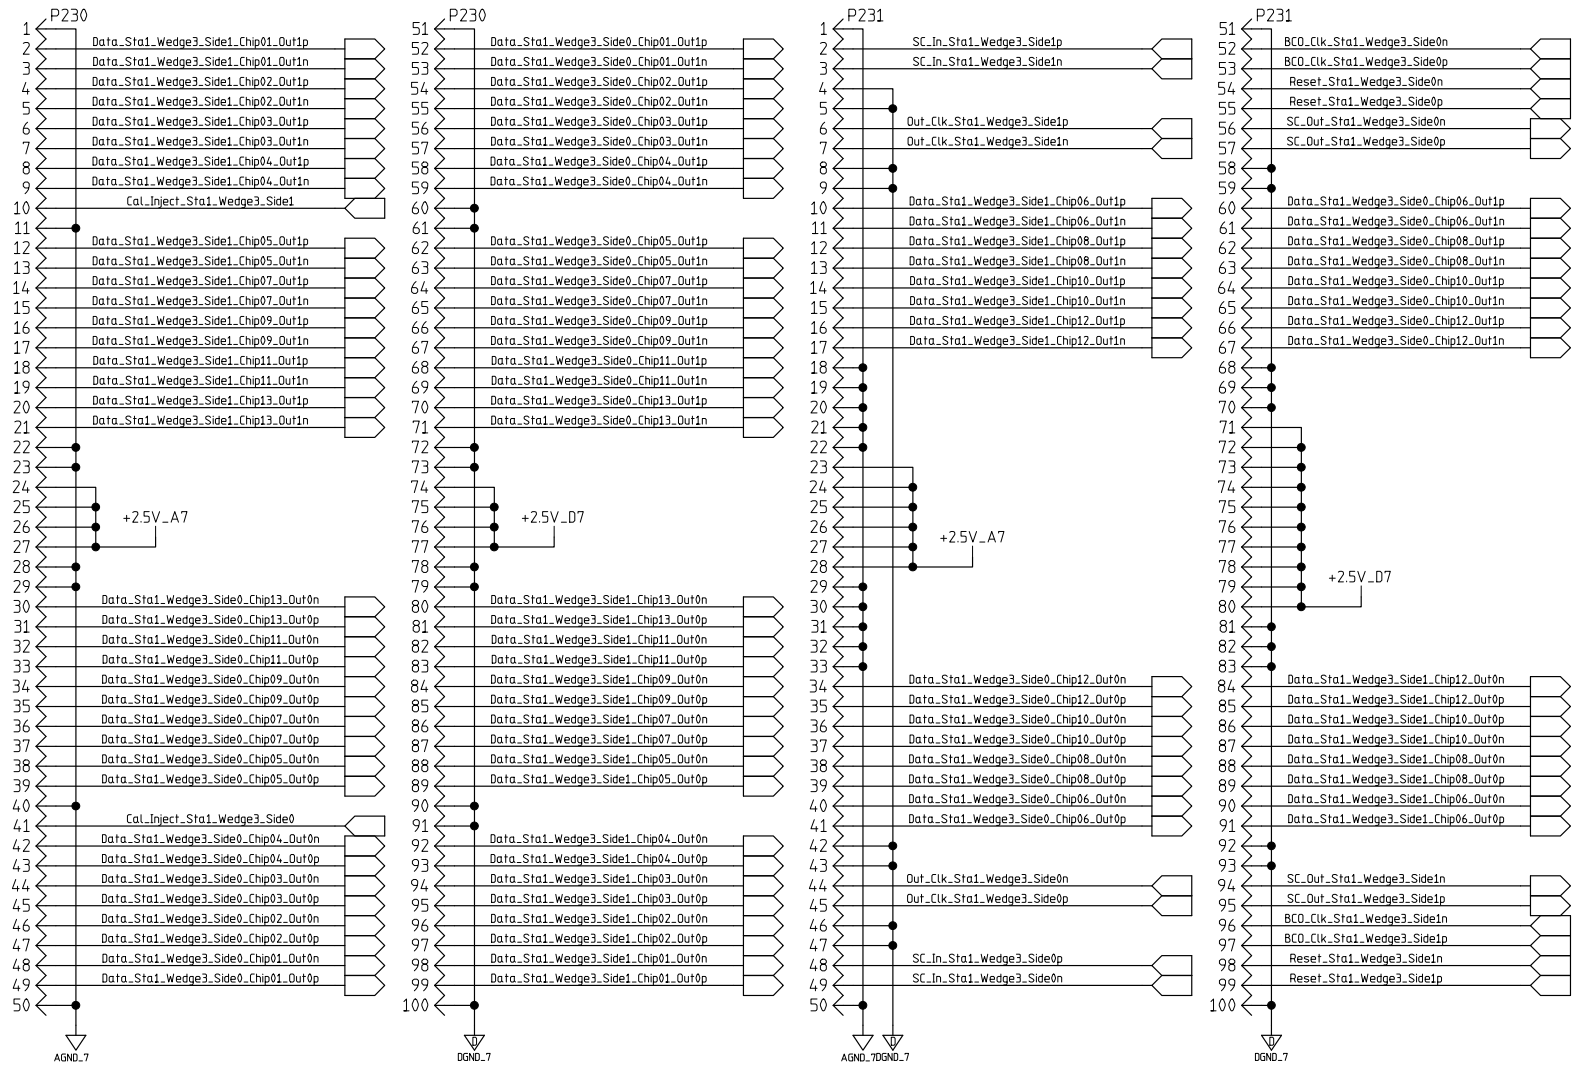 P230
1
2 Data_Sta1_Wedge3_Side1_Chip01_Out1p
3 Data_Sta1_Wedge3_Side1_Chip01_Out1n
4 Data_Sta1_Wedge3_Side1_Chip02_Out1p
5 Data_Sta1_Wedge3_Side1_Chip02_Out1n
6 Data_Sta1_Wedge3_Side1_Chip03_Out1p
7 Data_Sta1_Wedge3_Side1_Chip03_Out1n
8 Data_Sta1_Wedge3_Side1_Chip04_Out1p
9 Data_Sta1_Wedge3_Side1_Chip04_Out1n
10 Cal_Inject_Sta1_Wedge3_Side1
11
12 Data_Sta1_Wedge3_Side1_Chip05_Out1p
13 Data_Sta1_Wedge3_Side1_Chip05_Out1n
14 Data_Sta1_Wedge3_Side1_Chip07_Out1p
15 Data_Sta1_Wedge3_Side1_Chip07_Out1n
16 Data_Sta1_Wedge3_Side1_Chip09_Out1p
17 Data_Sta1_Wedge3_Side1_Chip09_Out1n
18 Data_Sta1_Wedge3_Side1_Chip11_Out1p
19 Data_Sta1_Wedge3_Side1_Chip11_Out1n
20 Data_Sta1_Wedge3_Side1_Chip13_Out1p
21 Data_Sta1_Wedge3_Side1_Chip13_Out1n
22
23
24
25
26 +2.5V_A7
27
28
29
30 Data_Sta1_Wedge3_Side0_Chip13_Out0n
31 Data_Sta1_Wedge3_Side0_Chip13_Out0p
32 Data_Sta1_Wedge3_Side0_Chip11_Out0n
33 Data_Sta1_Wedge3_Side0_Chip11_Out0p
34 Data_Sta1_Wedge3_Side0_Chip09_Out0n
35 Data_Sta1_Wedge3_Side0_Chip09_Out0p
36 Data_Sta1_Wedge3_Side0_Chip07_Out0n
37 Data_Sta1_Wedge3_Side0_Chip07_Out0p
38 Data_Sta1_Wedge3_Side0_Chip05_Out0n
39 Data_Sta1_Wedge3_Side0_Chip05_Out0p
40
41 Cal_Inject_Sta1_Wedge3_Side0
42 Data_Sta1_Wedge3_Side0_Chip04_Out0n
43 Data_Sta1_Wedge3_Side0_Chip04_Out0p
44 Data_Sta1_Wedge3_Side0_Chip03_Out0n
45 Data_Sta1_Wedge3_Side0_Chip03_Out0p
46 Data_Sta1_Wedge3_Side0_Chip02_Out0n
47 Data_Sta1_Wedge3_Side0_Chip02_Out0p
48 Data_Sta1_Wedge3_Side0_Chip01_Out0n
49 Data_Sta1_Wedge3_Side0_Chip01_Out0p
50
AGND_7
P230
51
52 Data_Sta1_Wedge3_Side0_Chip01_Out1p
53 Data_Sta1_Wedge3_Side0_Chip01_Out1n
54 Data_Sta1_Wedge3_Side0_Chip02_Out1p
55 Data_Sta1_Wedge3_Side0_Chip02_Out1n
56 Data_Sta1_Wedge3_Side0_Chip03_Out1p
57 Data_Sta1_Wedge3_Side0_Chip03_Out1n
58 Data_Sta1_Wedge3_Side0_Chip04_Out1p
59 Data_Sta1_Wedge3_Side0_Chip04_Out1n
60
61
62 Data_Sta1_Wedge3_Side0_Chip05_Out1p
63 Data_Sta1_Wedge3_Side0_Chip05_Out1n
64 Data_Sta1_Wedge3_Side0_Chip07_Out1p
65 Data_Sta1_Wedge3_Side0_Chip07_Out1n
66 Data_Sta1_Wedge3_Side0_Chip09_Out1p
67 Data_Sta1_Wedge3_Side0_Chip09_Out1n
68 Data_Sta1_Wedge3_Side0_Chip11_Out1p
69 Data_Sta1_Wedge3_Side0_Chip11_Out1n
70 Data_Sta1_Wedge3_Side0_Chip13_Out1p
71 Data_Sta1_Wedge3_Side0_Chip13_Out1n
72
73
74
75
76 +2.5V_D7
77
78
79
80 Data_Sta1_Wedge3_Side1_Chip13_Out0n
81 Data_Sta1_Wedge3_Side1_Chip13_Out0p
82 Data_Sta1_Wedge3_Side1_Chip11_Out0n
83 Data_Sta1_Wedge3_Side1_Chip11_Out0p
84 Data_Sta1_Wedge3_Side1_Chip09_Out0n
85 Data_Sta1_Wedge3_Side1_Chip09_Out0p
86 Data_Sta1_Wedge3_Side1_Chip07_Out0n
87 Data_Sta1_Wedge3_Side1_Chip07_Out0p
88 Data_Sta1_Wedge3_Side1_Chip05_Out0n
89 Data_Sta1_Wedge3_Side1_Chip05_Out0p
90
91
92 Data_Sta1_Wedge3_Side1_Chip04_Out0n
93 Data_Sta1_Wedge3_Side1_Chip04_Out0p
94 Data_Sta1_Wedge3_Side1_Chip03_Out0n
95 Data_Sta1_Wedge3_Side1_Chip03_Out0p
96 Data_Sta1_Wedge3_Side1_Chip02_Out0n
97 Data_Sta1_Wedge3_Side1_Chip02_Out0p
98 Data_Sta1_Wedge3_Side1_Chip01_Out0n
99 Data_Sta1_Wedge3_Side1_Chip01_Out0p
100
D
DGND_7
P231
1
2 SC_In_Sta1_Wedge3_Side1p
3 SC_In_Sta1_Wedge3_Side1n
4
5
6 Out_Clk_Sta1_Wedge3_Side1p
7 Out_Clk_Sta1_Wedge3_Side1n
8
9
10 Data_Sta1_Wedge3_Side1_Chip06_Out1p
11 Data_Sta1_Wedge3_Side1_Chip06_Out1n
12 Data_Sta1_Wedge3_Side1_Chip08_Out1p
13 Data_Sta1_Wedge3_Side1_Chip08_Out1n
14 Data_Sta1_Wedge3_Side1_Chip10_Out1p
15 Data_Sta1_Wedge3_Side1_Chip10_Out1n
16 Data_Sta1_Wedge3_Side1_Chip12_Out1p
17 Data_Sta1_Wedge3_Side1_Chip12_Out1n
18
19
20
21
22
23
24
25
26
27 +2.5V_A7
28
29
30
31
32
33
34 Data_Sta1_Wedge3_Side0_Chip12_Out0n
35 Data_Sta1_Wedge3_Side0_Chip12_Out0p
36 Data_Sta1_Wedge3_Side0_Chip10_Out0n
37 Data_Sta1_Wedge3_Side0_Chip10_Out0p
38 Data_Sta1_Wedge3_Side0_Chip08_Out0n
39 Data_Sta1_Wedge3_Side0_Chip08_Out0p
40 Data_Sta1_Wedge3_Side0_Chip06_Out0n
41 Data_Sta1_Wedge3_Side0_Chip06_Out0p
42
43
44 Out_Clk_Sta1_Wedge3_Side0n
45 Out_Clk_Sta1_Wedge3_Side0p
46
47
48 SC_In_Sta1_Wedge3_Side0p
49 SC_In_Sta1_Wedge3_Side0n
50
D
AGND_7 DGND_7
P231
51
52 BCO_Clk_Sta1_Wedge3_Side0n
53 BCO_Clk_Sta1_Wedge3_Side0p
54 Reset_Sta1_Wedge3_Side0n
55 Reset_Sta1_Wedge3_Side0p
56 SC_Out_Sta1_Wedge3_Side0n
57 SC_Out_Sta1_Wedge3_Side0p
58
59
60 Data_Sta1_Wedge3_Side0_Chip06_Out1p
61 Data_Sta1_Wedge3_Side0_Chip06_Out1n
62 Data_Sta1_Wedge3_Side0_Chip08_Out1p
63 Data_Sta1_Wedge3_Side0_Chip08_Out1n
64 Data_Sta1_Wedge3_Side0_Chip10_Out1p
65 Data_Sta1_Wedge3_Side0_Chip10_Out1n
66 Data_Sta1_Wedge3_Side0_Chip12_Out1p
67 Data_Sta1_Wedge3_Side0_Chip12_Out1n
68
69
70
71
72
73
74
75
76
77
78
79 +2.5V_D7
80
81
82
83
84 Data_Sta1_Wedge3_Side1_Chip12_Out0n
85 Data_Sta1_Wedge3_Side1_Chip12_Out0p
86 Data_Sta1_Wedge3_Side1_Chip10_Out0p
87 Data_Sta1_Wedge3_Side1_Chip10_Out0n
88 Data_Sta1_Wedge3_Side1_Chip08_Out0n
89 Data_Sta1_Wedge3_Side1_Chip08_Out0p
90 Data_Sta1_Wedge3_Side1_Chip06_Out0n
91 Data_Sta1_Wedge3_Side1_Chip06_Out0p
92
93
94 SC_Out_Sta1_Wedge3_Side1n
95 SC_Out_Sta1_Wedge3_Side1p
96 BCO_Clk_Sta1_Wedge3_Side1n
97 BCO_Clk_Sta1_Wedge3_Side1p
98 Reset_Sta1_Wedge3_Side1n
99 Reset_Sta1_Wedge3_Side1p
100
D
DGND_7